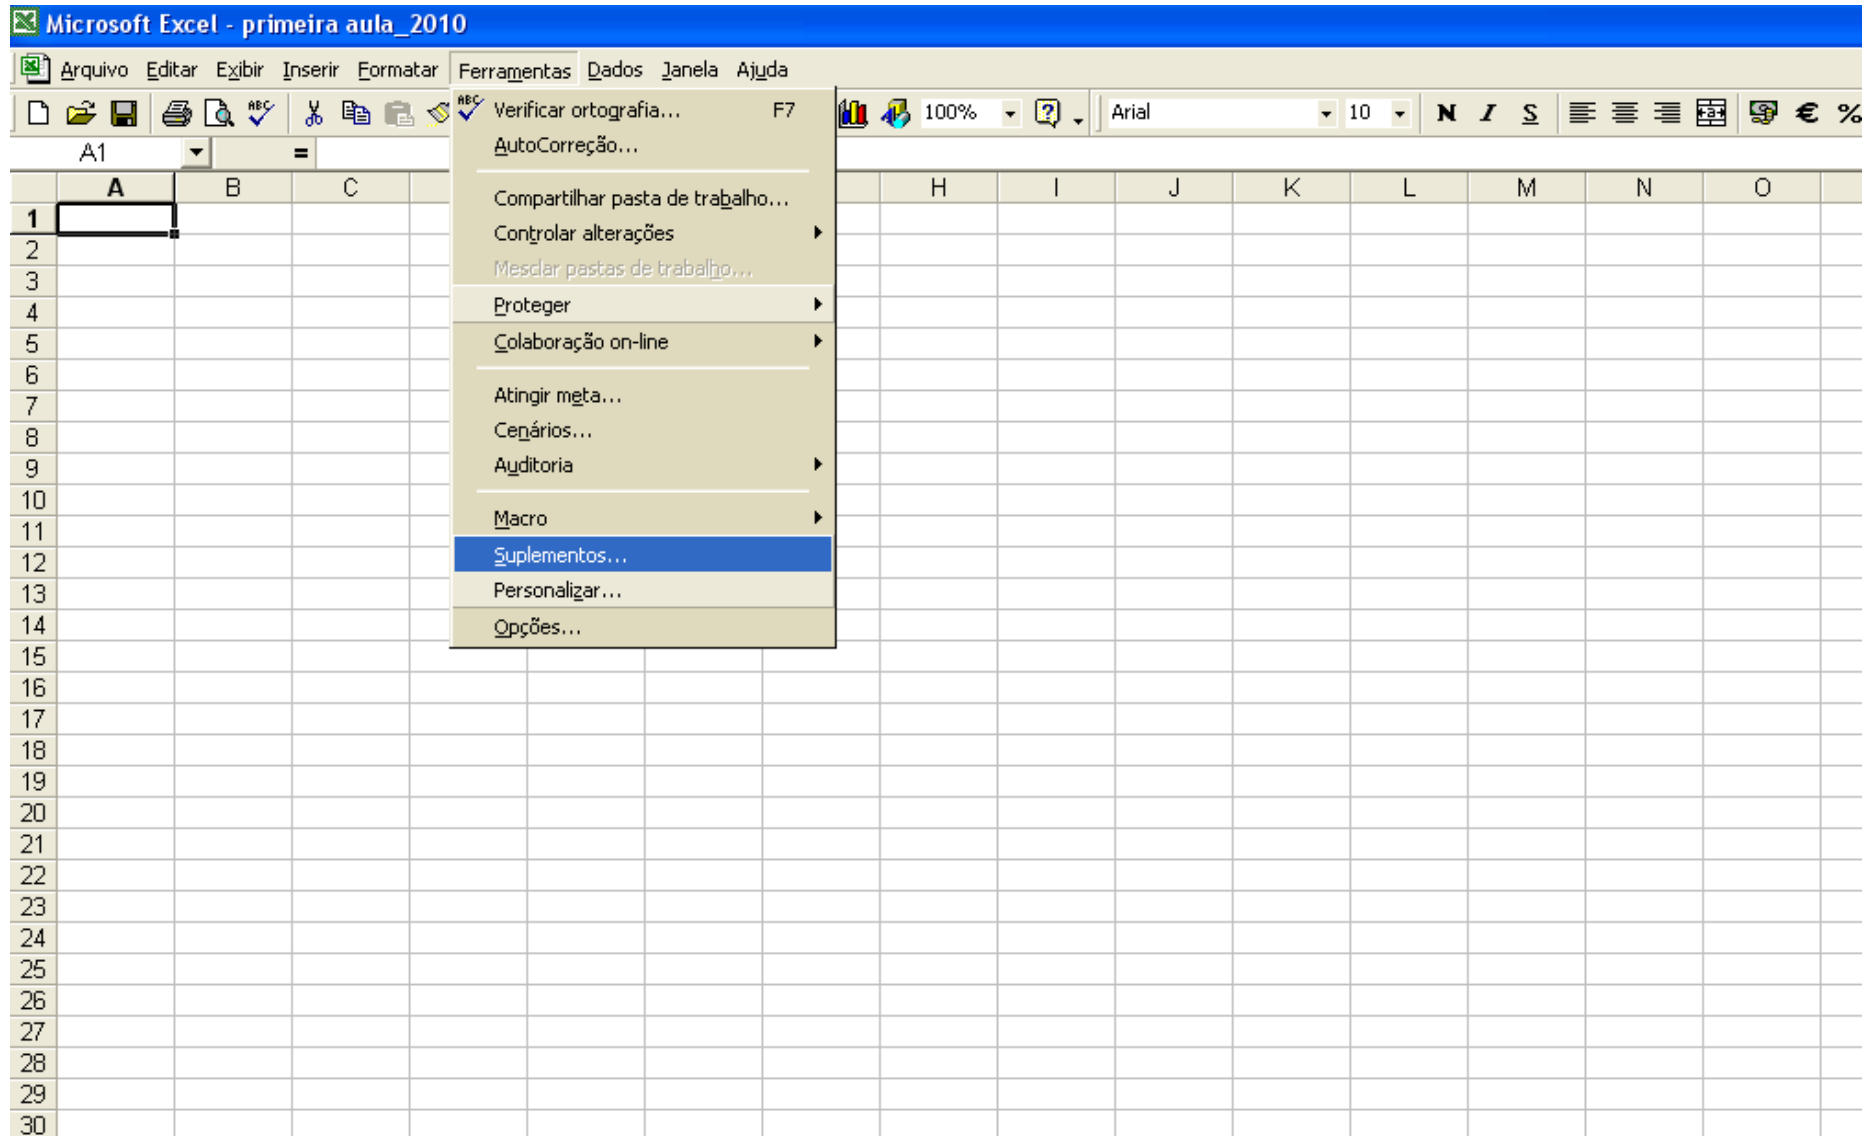 Microsoft Excel - primeira aula_2010
Arquivo Editar Exibir Inserir Formatar Ferramentas Dados Janela Ajuda
ABC ABC 100% Arial 10 N I S € %
A1 =
Verificar ortografia... F7
AutoCorreção...
Compartilhar pasta de trabalho...
Controlar alterações
Mesclar pastas de trabalho...
Proteger
Colaboração on-line
Atingir meta...
Cenários...
Auditoria
Macro
Suplementos...
Personalizar...
Opções...
A B C H I J K L M N O
1
2
3
4
5
6
7
8
9
10
11
12
13
14
15
16
17
18
19
20
21
22
23
24
25
26
27
28
29
30